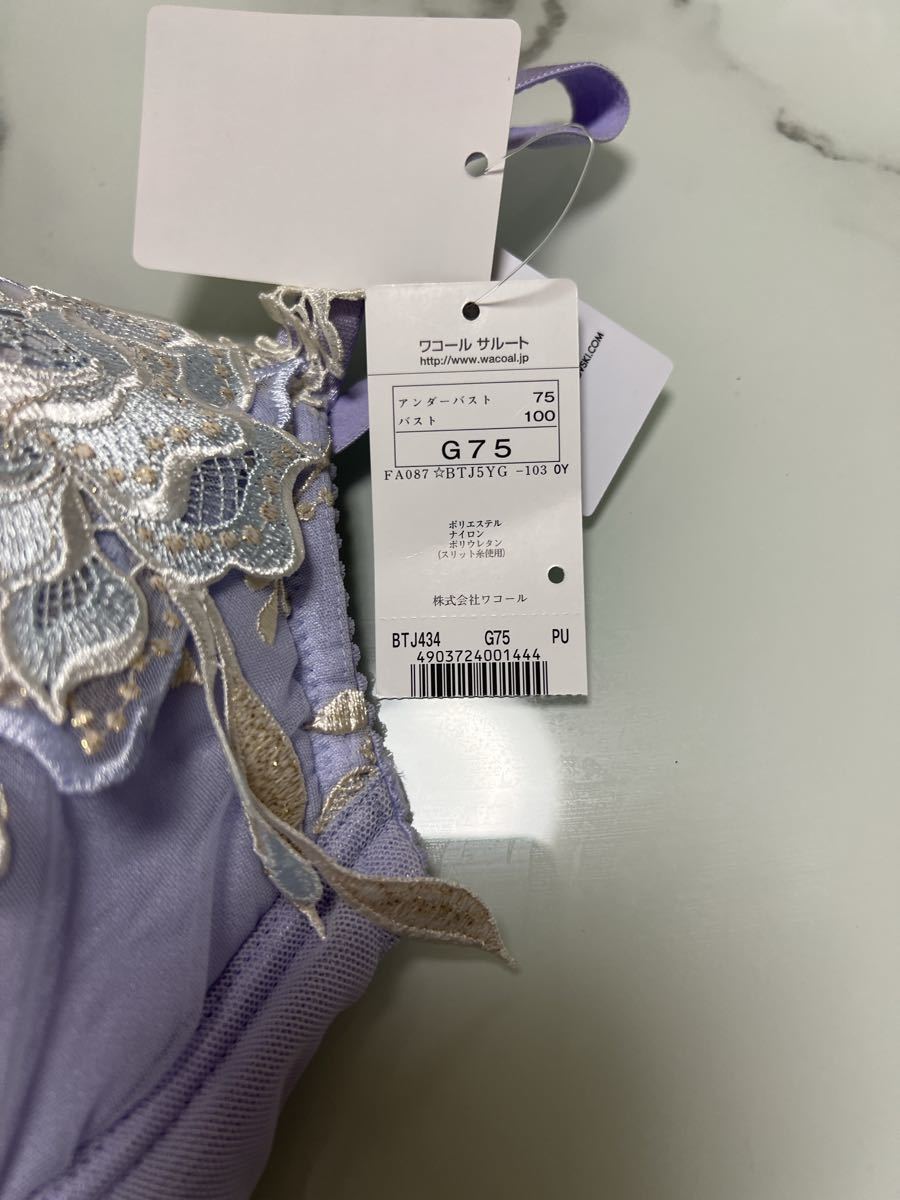 ワコール サルート
http://www.wacoal.jp
アンダーバスト 75
バスト 100
G75
FA087☆BTJ5YG -103 0Y
ポリエステル
ナイロン
ポリウレタン
(スリット糸使用)
株式会社ワコール
BTJ434 G75 PU
4903724001444
SKI.COM